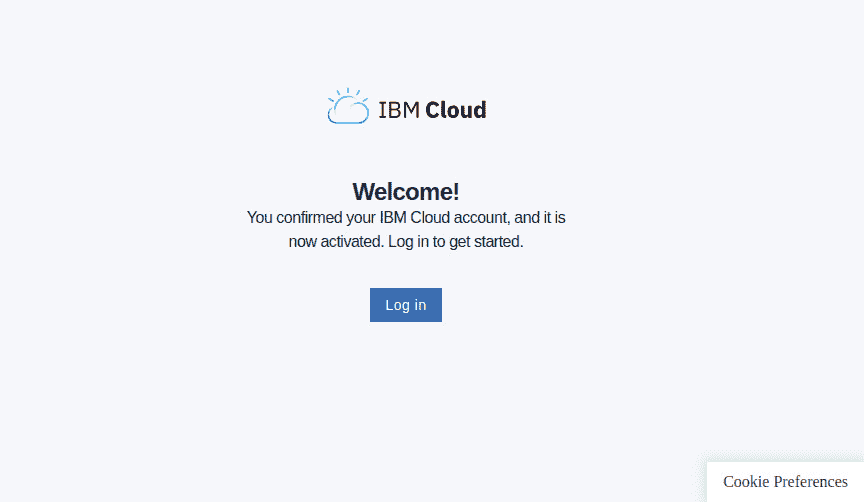 IBM Cloud
Welcome!
You confirmed your IBM Cloud account, and it is
now activated. Log in to get started.
Log in
Cookie Preferences